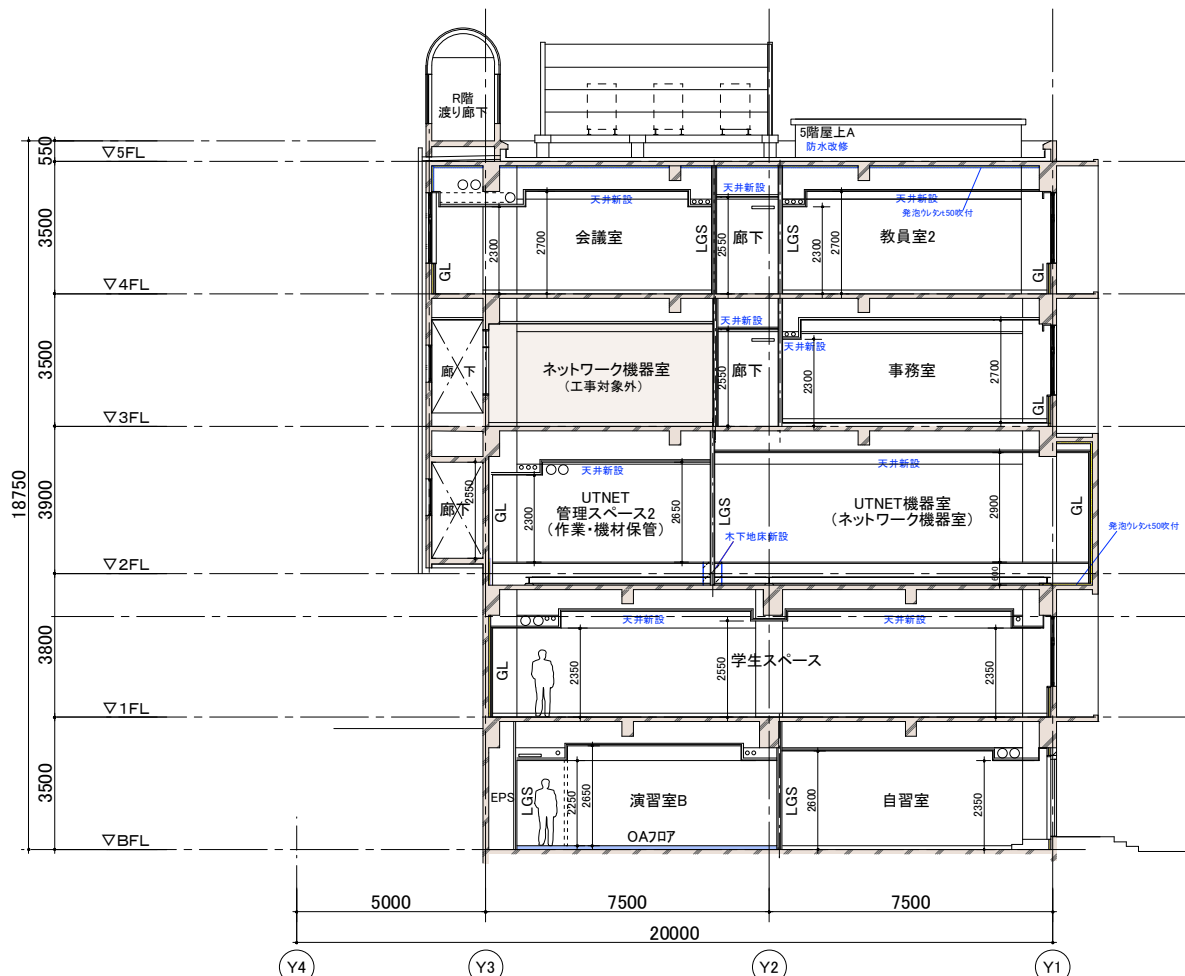 R階
渡り廊下
5階屋上A
防水改修
550
▽5FL
天井新設
天井新設
天井新設
発泡ウレタンt50吹付
3500
会議室
LGS
廊下
LGS
教員室2
2300
2700
2550
2300
2700
GL
GL
▽4FL
天井新設
天井新設
3500
廊下
ネットワーク機器室
(工事対象外)
2550
廊下
2300
事務室
2700
GL
▽3FL
天井新設
天井新設
18750
3900
廊下
2550
GL
2300
UTNET
管理スペース2
(作業・機材保管)
2650
LGS
UTNET機器室
(ネットワーク機器室)
2900
GL
木下地床新設
発泡ウレタンt50吹付
600
▽2FL
天井新設
天井新設
3800
GL
2350
2550
学生スペース
2350
▽1FL
3500
EPS
LGS
2250
2650
演習室B
LGS
2600
自習室
2350
OAフロア
▽BFL
5000
7500
7500
20000
Y4
Y3
Y2
Y1